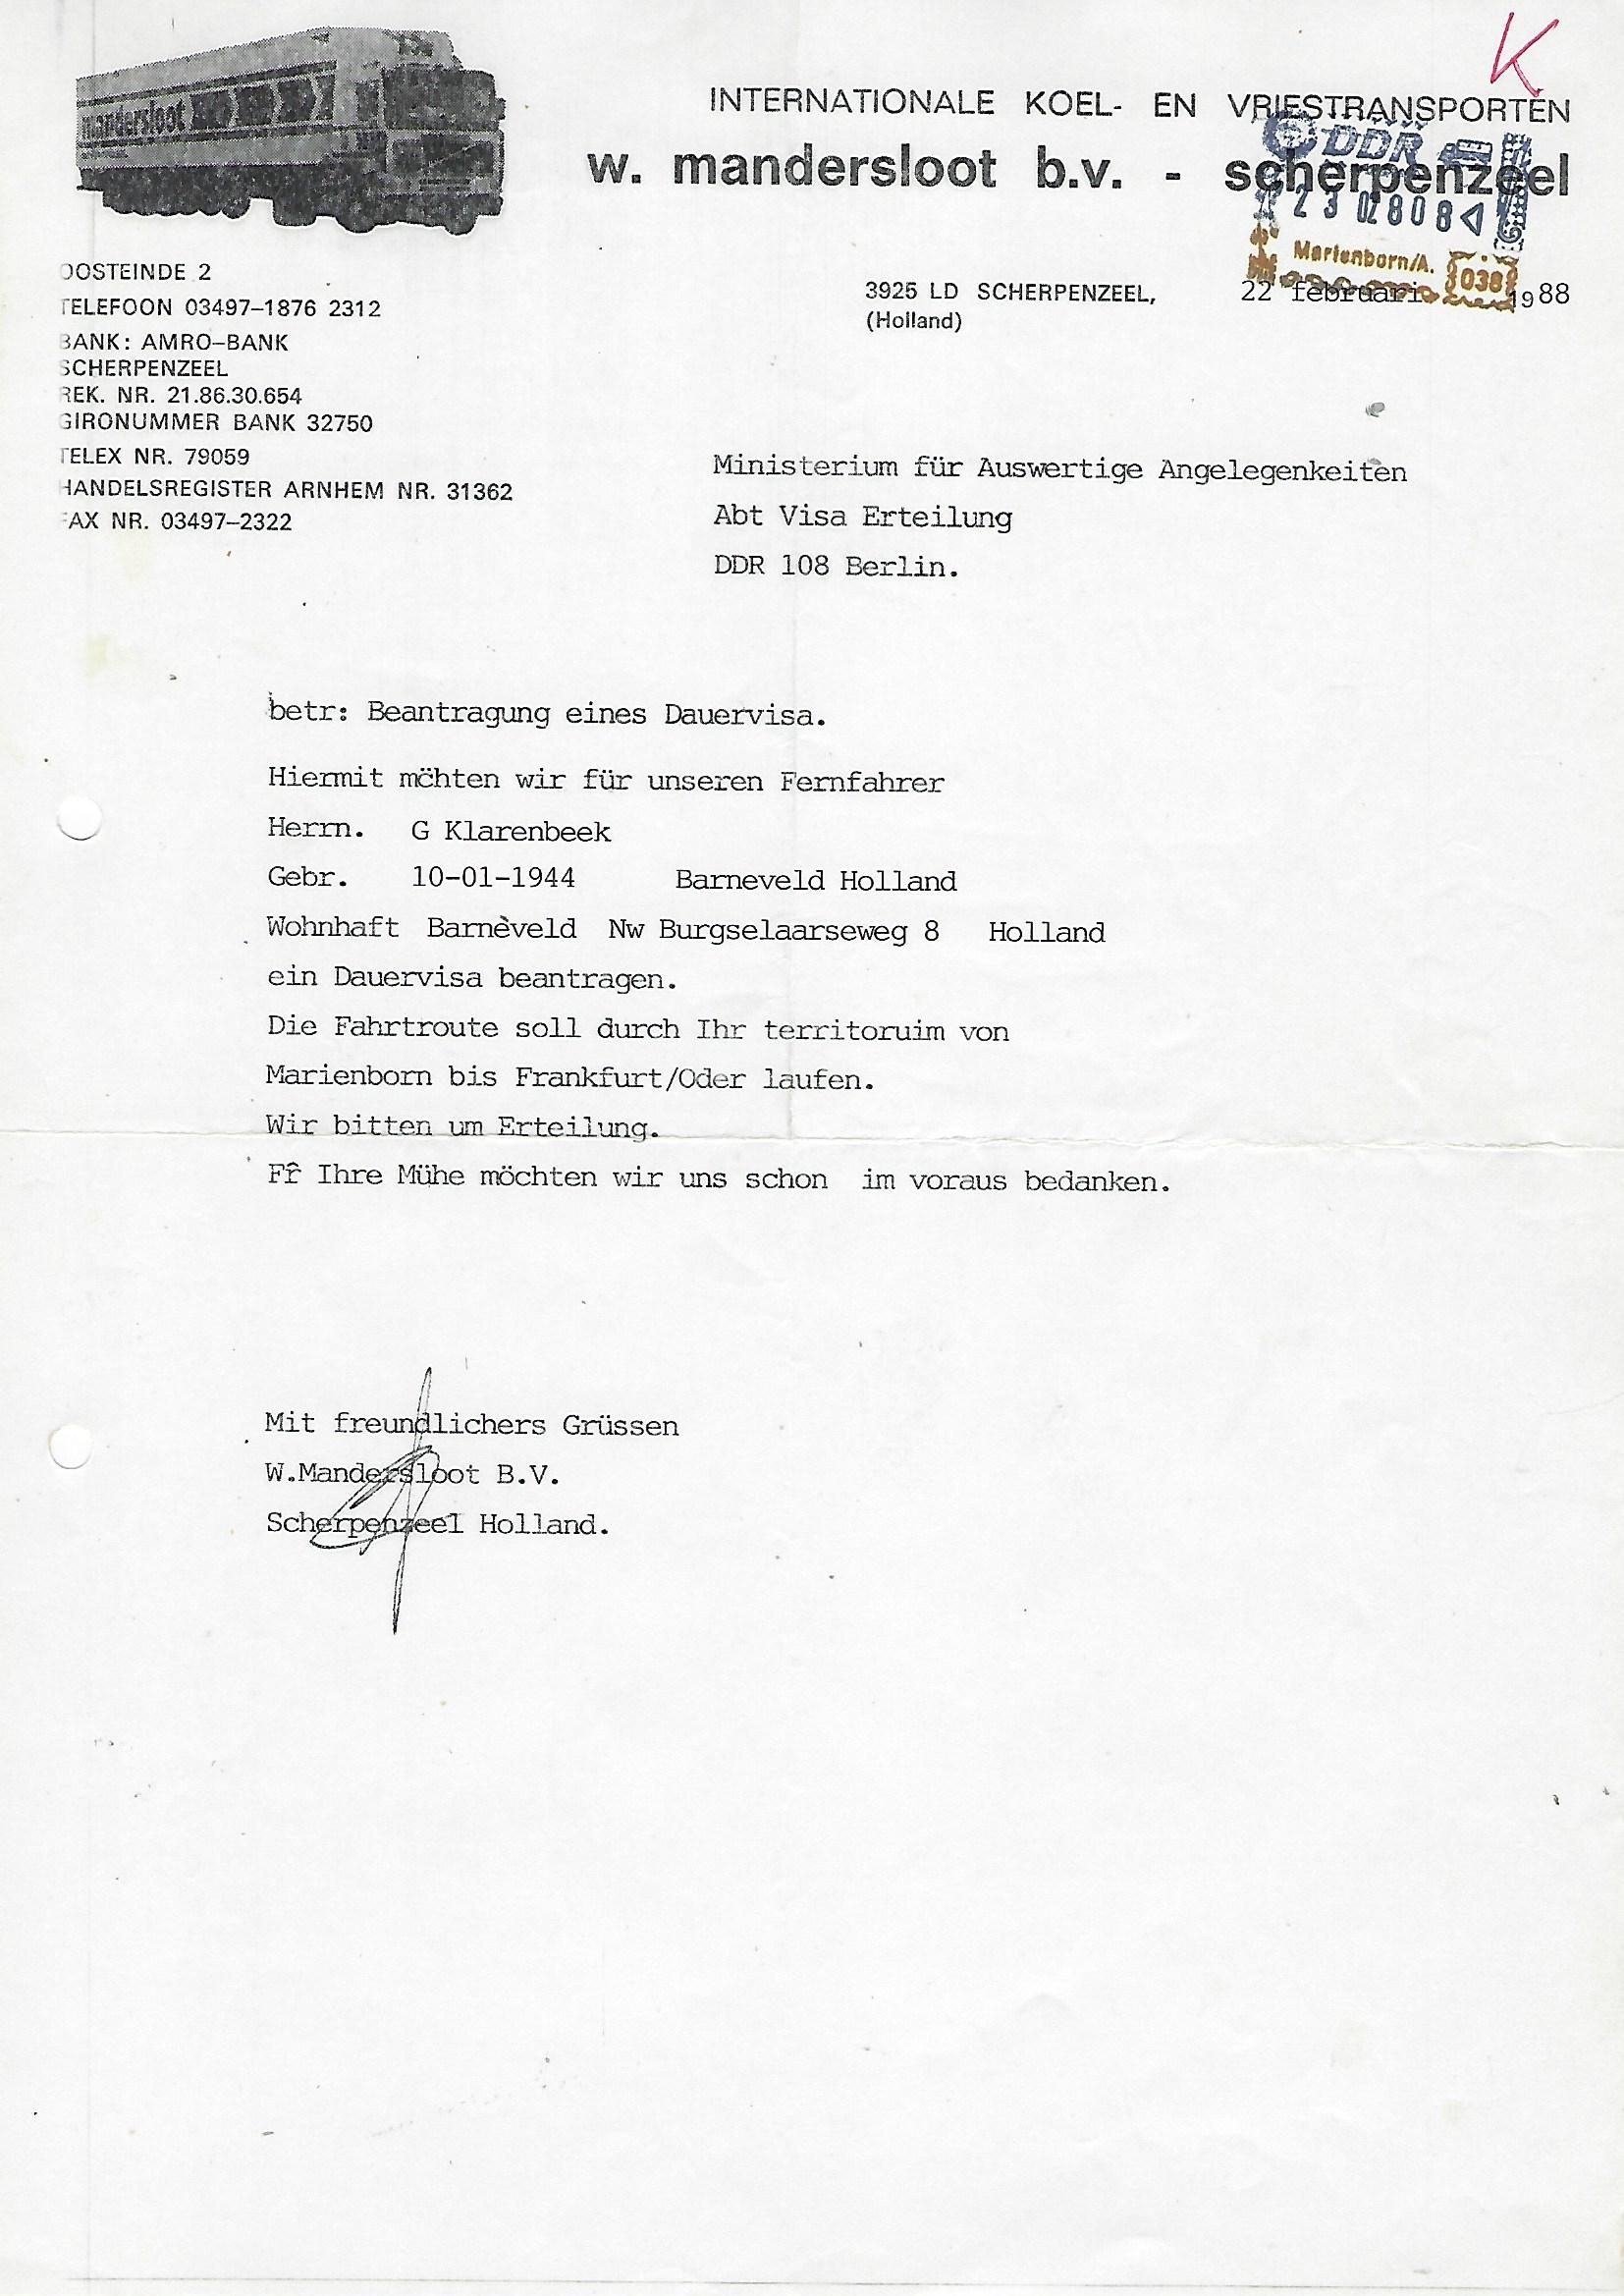 K
mandersloot
INTERNATIONALE KOEL- EN VRIESTRANSPORTEN
w. mandersloot b.v. - scherpenzeel
DDR
23 02 808
Marienborn/A.
038
OOSTEINDE 2
TELEFOON 03497-1876 2312
BANK: AMRO-BANK
SCHERPENZEEL
REK. NR. 21.86.30.654
GIRONUMMER BANK 32750
TELEX NR. 79059
HANDELSREGISTER ARNHEM NR. 31362
FAX NR. 03497-2322
3925 LD SCHERPENZEEL, 22 februari 1988
(Holland)
Ministerium für Auswertige Angelegenkeiten
Abt Visa Erteilung
DDR 108 Berlin.
betr: Beantragung eines Dauervisa.
Hiermit möhten wir für unseren Fernfahrer
Herrn. G Klarenbeek
Gebr. 10-01-1944 Barneveld Holland
Wohnhaft Barneveld Nw Burgselaarseweg 8 Holland
ein Dauervisa beantragen.
Die Fahrtroute soll durch Ihr territoruim von
Marienborn bis Frankfurt/Oder laufen.
Wir bitten um Erteilung.
Fr̂ Ihre Mühe möchten wir uns schon im voraus bedanken.
Mit freundlichers Grüssen
W.Mandersloot B.V.
Scherpenzeel Holland.